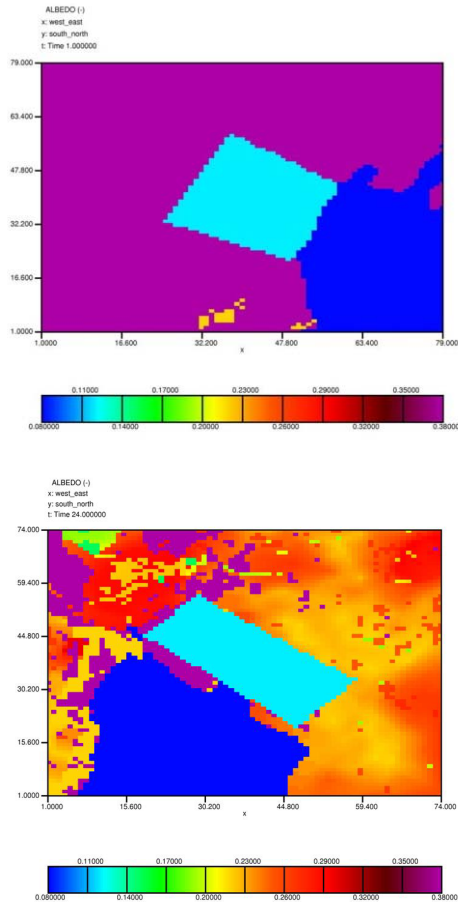 ALBEDO (-)
x: west_east
y: south_north
t: Time 1.000000
79.000
63.400
47.800
32.200
16.600
1.0000
1.0000 16.600 32.200 47.800 63.400 79.000
x
0.11000 0.17000 0.23000 0.29000 0.35000
0.080000 0.14000 0.20000 0.26000 0.32000 0.38000
ALBEDO (-)
x: west_east
y: south_north
t: Time 24.000000
74.000
59.400
44.800
30.200
15.600
1.0000
1.0000 15.600 30.200 44.800 59.400 74.000
x
0.11000 0.17000 0.23000 0.29000 0.35000
0.080000 0.14000 0.20000 0.26000 0.32000 0.38000